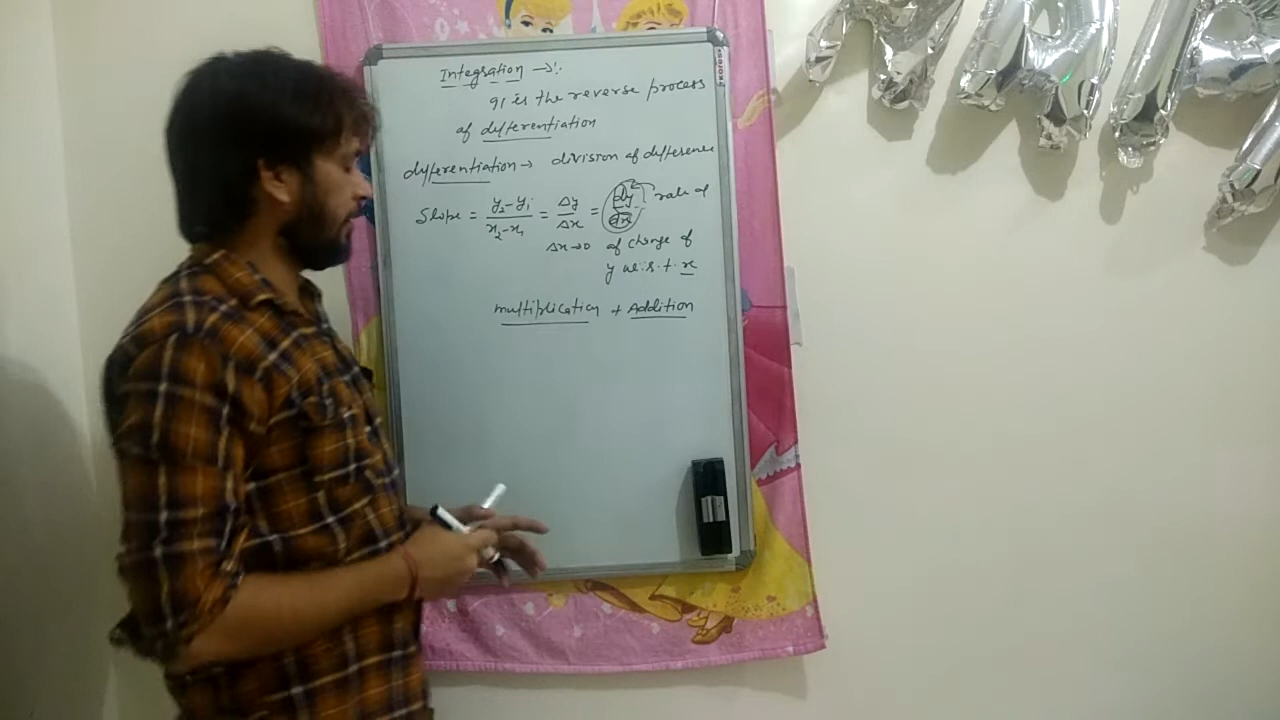 Integration →:
It is the reverse process
of differentiation
differentiation → division of difference
Slope = y₂-y₁/x₂-x₁ = Δy/Δx = dy/dx → rate of
Δx→0 of change of
y w.r.t. x
multiplication + Addition
KORES